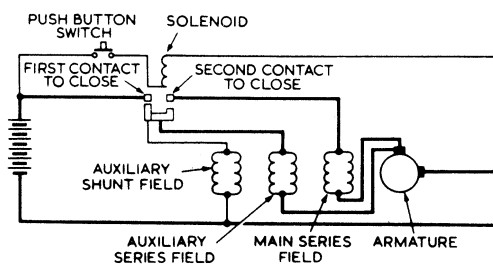 PUSH BUTTON
SWITCH
SOLENOID
FIRST CONTACT
TO CLOSE
SECOND CONTACT
TO CLOSE
AUXILIARY
SHUNT FIELD
AUXILIARY
SERIES FIELD
MAIN SERIES
FIELD
ARMATURE